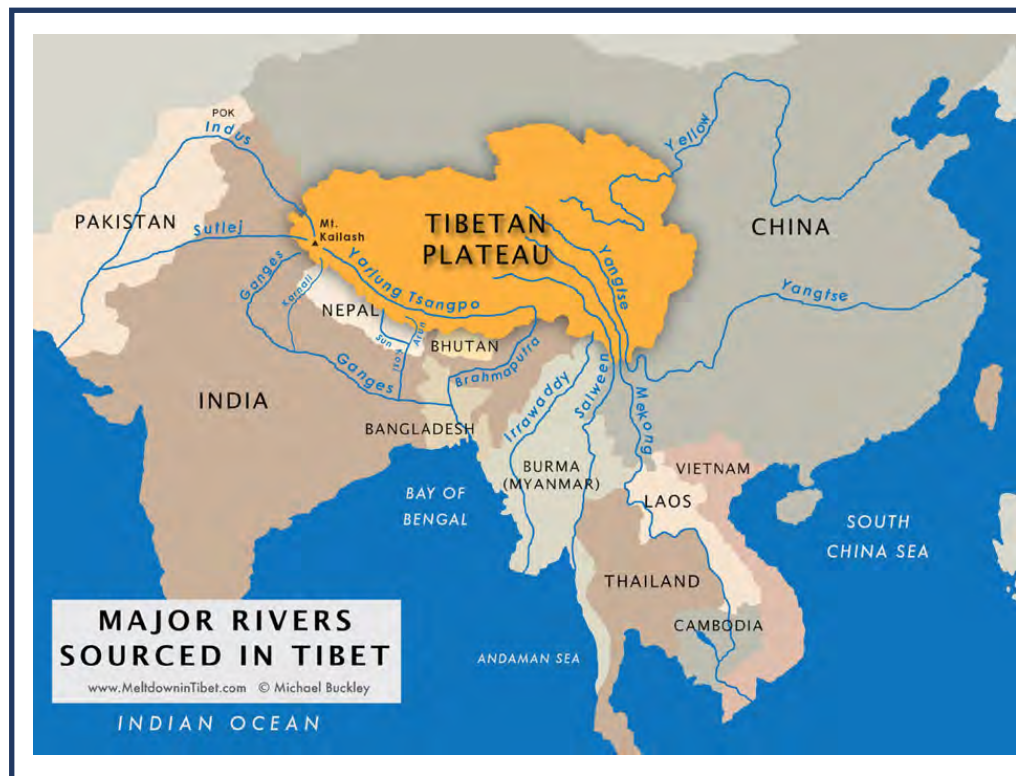 POK
Indus
Yellow
PAKISTAN
Sutlej
Mt.
Kailash
TIBETAN
PLATEAU
CHINA
Ganges
Karnali
Yarlung Tsangpo
Yangtse
Yangtse
NEPAL
Sun
Kosi
Arun
BHUTAN
Brahmaputra
INDIA
Ganges
BANGLADESH
Irrawaddy
Salween
Mekong
BURMA
(MYANMAR)
VIETNAM
LAOS
BAY OF
BENGAL
SOUTH
CHINA SEA
THAILAND
CAMBODIA
ANDAMAN SEA
MAJOR RIVERS
SOURCED IN TIBET
www.MeltdowninTibet.com © Michael Buckley
INDIAN OCEAN